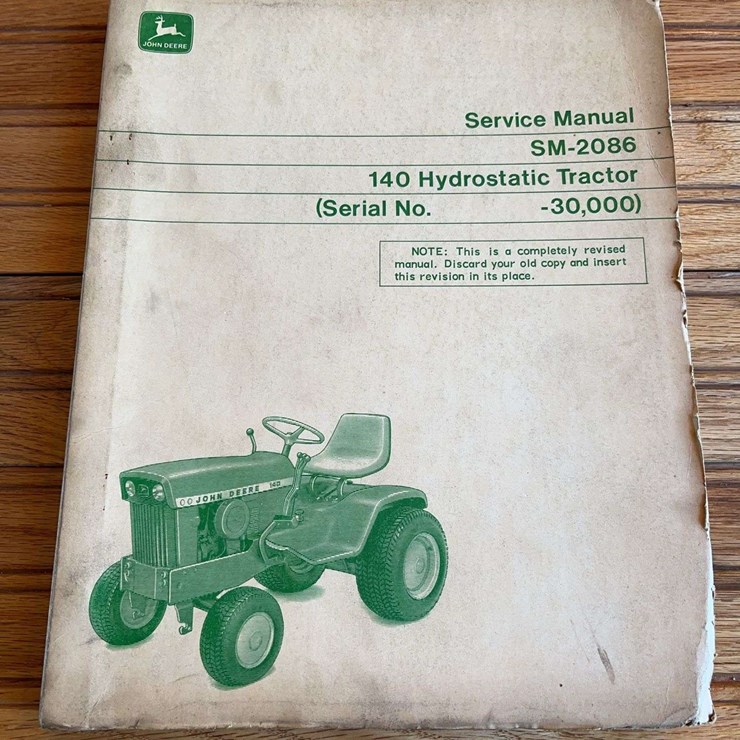 JOHN DEERE
Service Manual
SM-2086
140 Hydrostatic Tractor
(Serial No. -30,000)
NOTE: This is a completely revised
manual. Discard your old copy and insert
this revision in its place.
JOHN DEERE 140